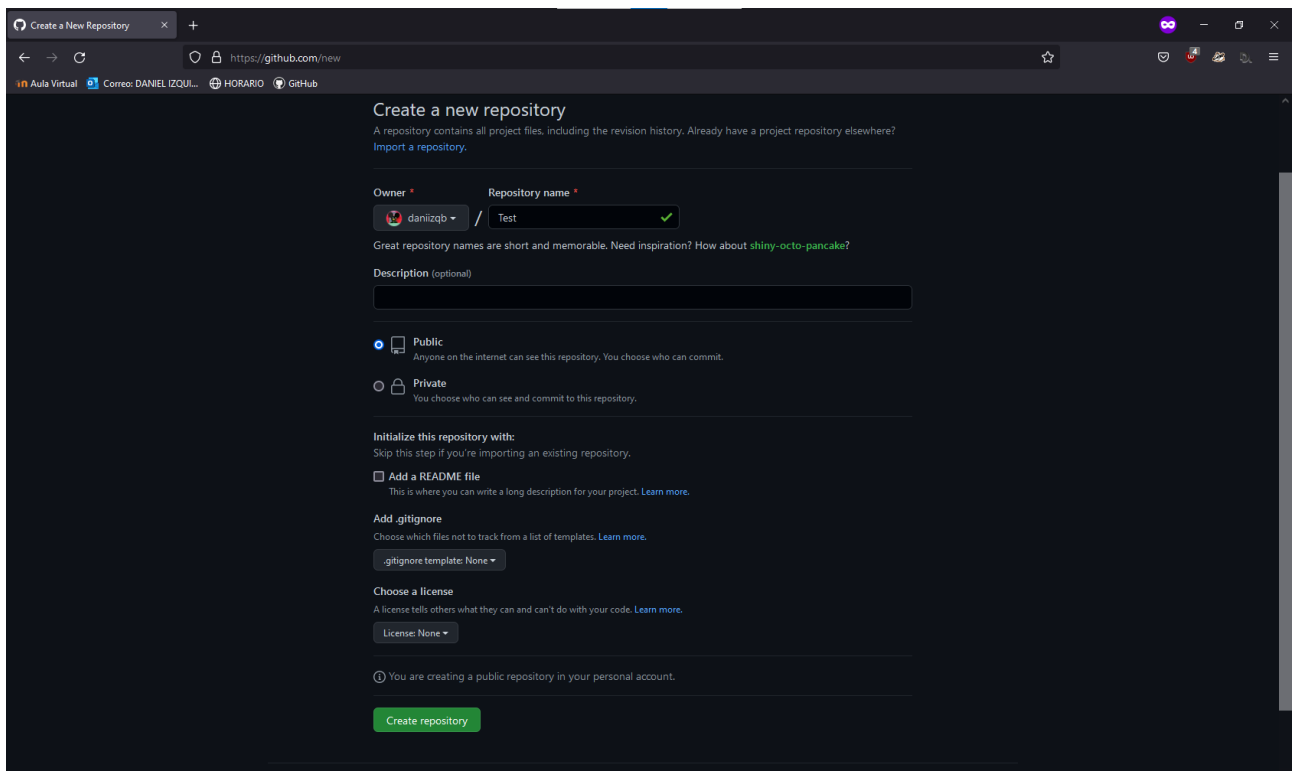 Create a New Repository
https://github.com/new
4
Aula Virtual Correo: DANIEL IZQUI... HORARIO GitHub
Create a new repository
A repository contains all project files, including the revision history. Already have a project repository elsewhere?
Import a repository.
Owner * Repository name *
daniizqb / Test
Great repository names are short and memorable. Need inspiration? How about shiny-octo-pancake?
Description (optional)
Public
Anyone on the internet can see this repository. You choose who can commit.
Private
You choose who can see and commit to this repository.
Initialize this repository with:
Skip this step if you're importing an existing repository.
Add a README file
This is where you can write a long description for your project. Learn more.
Add .gitignore
Choose which files not to track from a list of templates. Learn more.
.gitignore template: None
Choose a license
A license tells others what they can and can't do with your code. Learn more.
License: None
You are creating a public repository in your personal account.
Create repository